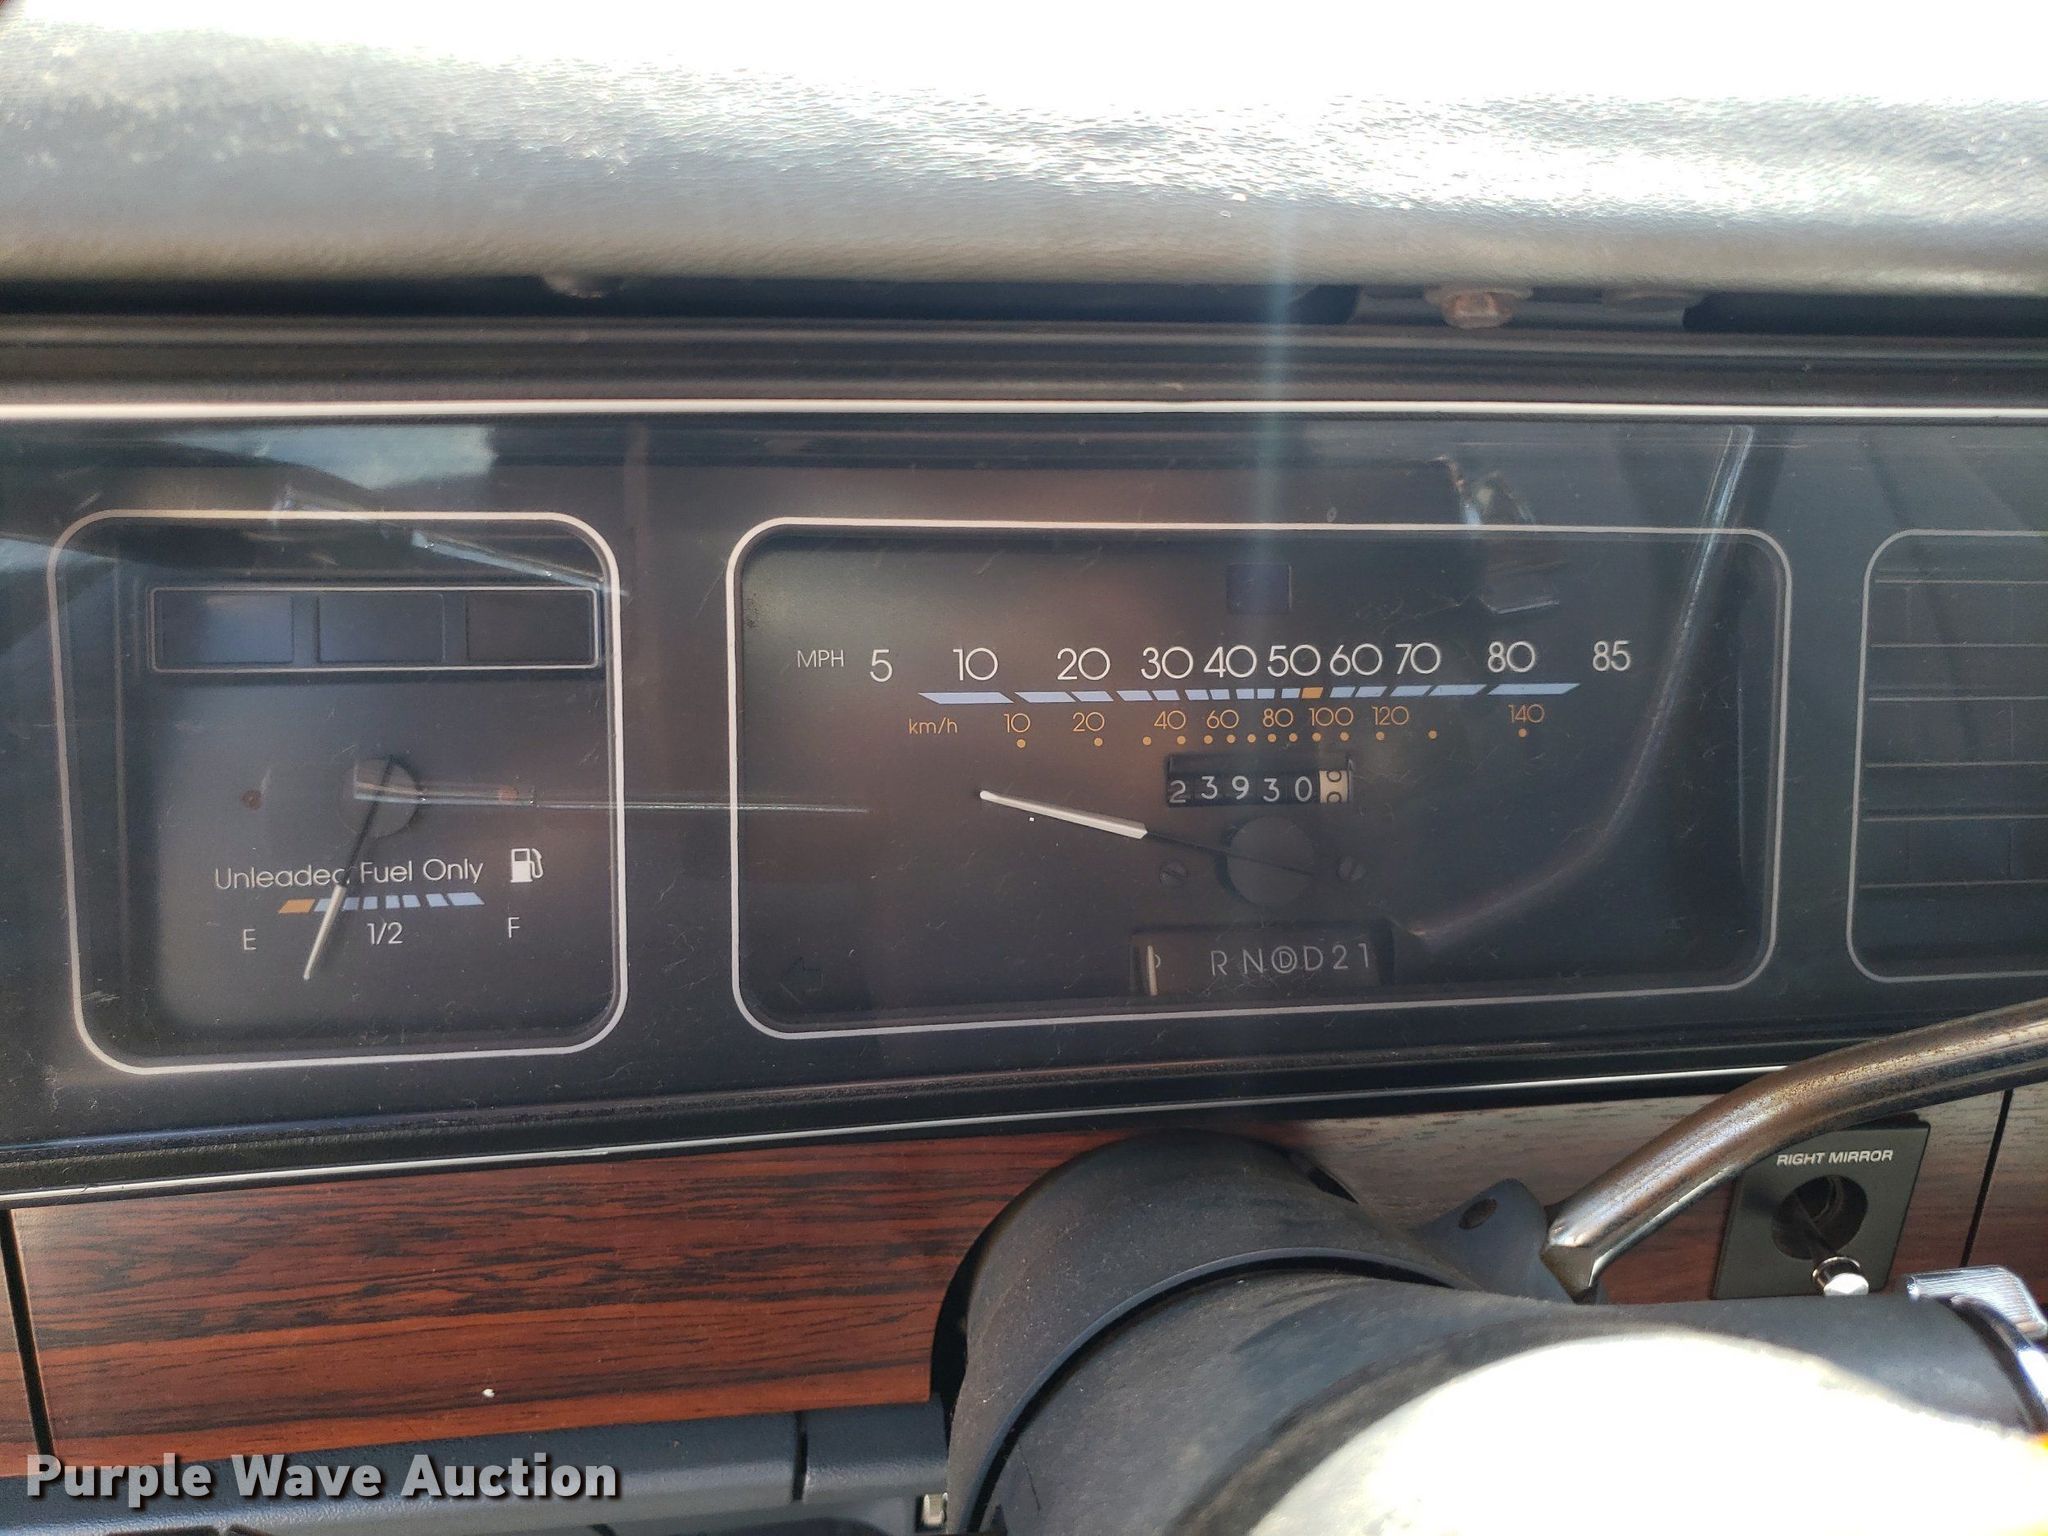 MPH 5 10 20 30 40 50 60 70 80 85
km/h 10 20 40 60 80 100 120 140
23930
Unleaded Fuel Only
E 1/2 F
P R N D D 2 1
RIGHT MIRROR
Purple Wave Auction